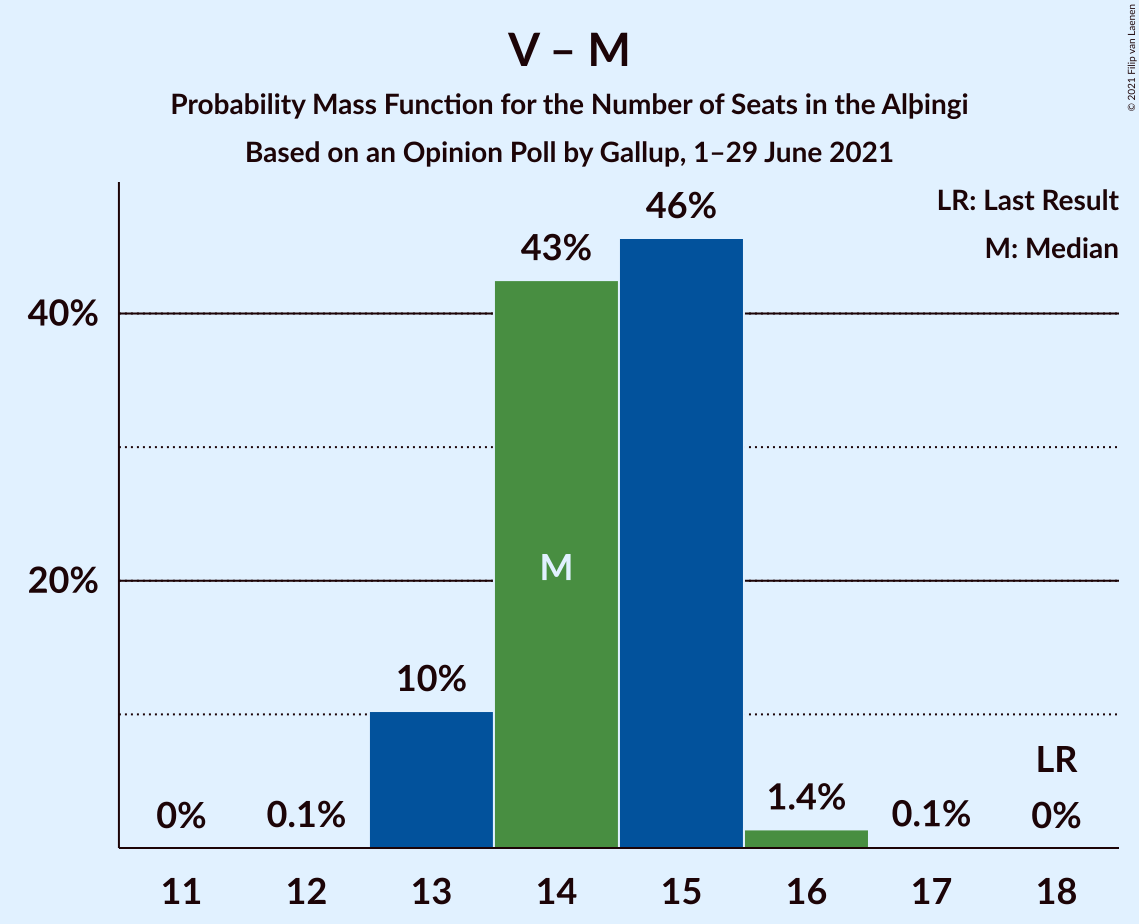 V – M
Probability Mass Function for the Number of Seats in the Alþingi
Based on an Opinion Poll by Gallup, 1–29 June 2021
© 2021 Filip van Laenen
LR: Last Result
M: Median
40%
20%
0%
0.1%
10%
43%
M
46%
1.4%
0.1%
LR
0%
11 12 13 14 15 16 17 18